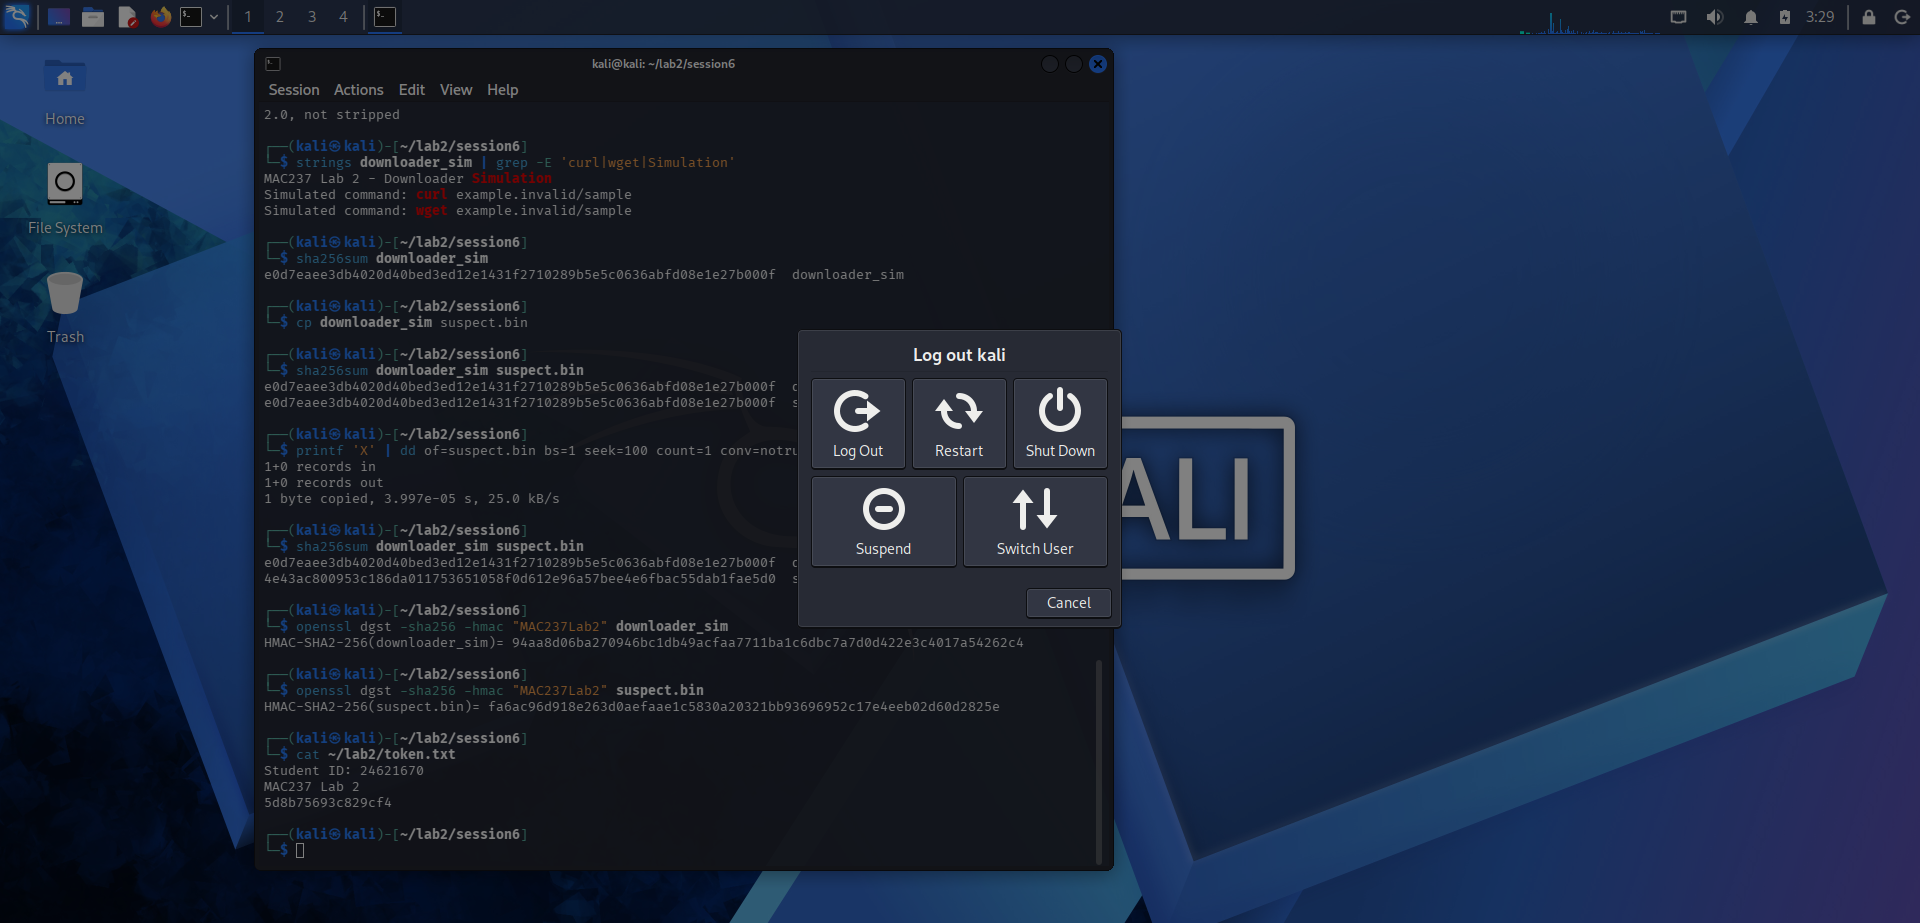 1 2 3 4
3:29
Home
File System
Trash
kali@kali: ~/lab2/session6
Session Actions Edit View Help
2.0, not stripped
┌──(kali㉿kali)-[~/lab2/session6]
└─$ strings downloader_sim | grep -E 'curl|wget|Simulation'
MAC237 Lab 2 - Downloader Simulation
Simulated command: curl example.invalid/sample
Simulated command: wget example.invalid/sample
┌──(kali㉿kali)-[~/lab2/session6]
└─$ sha256sum downloader_sim
e0d7eaee3db4020d40bed3ed12e1431f2710289b5e5c0636abfd08e1e27b000f  downloader_sim
┌──(kali㉿kali)-[~/lab2/session6]
└─$ cp downloader_sim suspect.bin
┌──(kali㉿kali)-[~/lab2/session6]
└─$ sha256sum downloader_sim suspect.bin
e0d7eaee3db4020d40bed3ed12e1431f2710289b5e5c0636abfd08e1e27b000f
e0d7eaee3db4020d40bed3ed12e1431f2710289b5e5c0636abfd08e1e27b000f  s
┌──(kali㉿kali)-[~/lab2/session6]
└─$ printf 'X' | dd of=suspect.bin bs=1 seek=100 count=1 conv=notru
1+0 records in
1+0 records out
1 byte copied, 3.997e-05 s, 25.0 kB/s
┌──(kali㉿kali)-[~/lab2/session6]
└─$ sha256sum downloader_sim suspect.bin
e0d7eaee3db4020d40bed3ed12e1431f2710289b5e5c0636abfd08e1e27b000f
4e43ac800953c186da011753651058f0d612e96a57bee4e6fbac55dab1fae5d0  s
┌──(kali㉿kali)-[~/lab2/session6]
└─$ openssl dgst -sha256 -hmac "MAC237Lab2" downloader_sim
HMAC-SHA2-256(downloader_sim)= 94aa8d06ba270946bc1db49acfaa7711ba1c6dbc7a7d0d422e3c4017a54262c4
┌──(kali㉿kali)-[~/lab2/session6]
└─$ openssl dgst -sha256 -hmac "MAC237Lab2" suspect.bin
HMAC-SHA2-256(suspect.bin)= fa6ac96d918e263d0aefaae1c5830a20321bb93696952c17e4eeb02d60d2825e
┌──(kali㉿kali)-[~/lab2/session6]
└─$ cat ~/lab2/token.txt
Student ID: 24621670
MAC237 Lab 2
5d8b75693c829cf4
┌──(kali㉿kali)-[~/lab2/session6]
└─$
Log out kali
Log Out Restart Shut Down
Suspend Switch User
Cancel
ALI